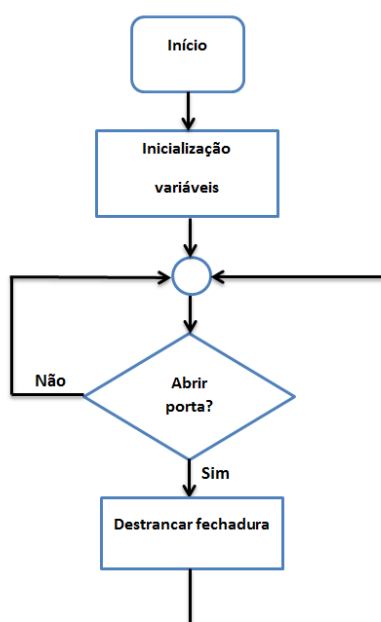 Início
Inicialização
variáveis
Abrir
porta?
Não
Sim
Destrancar fechadura